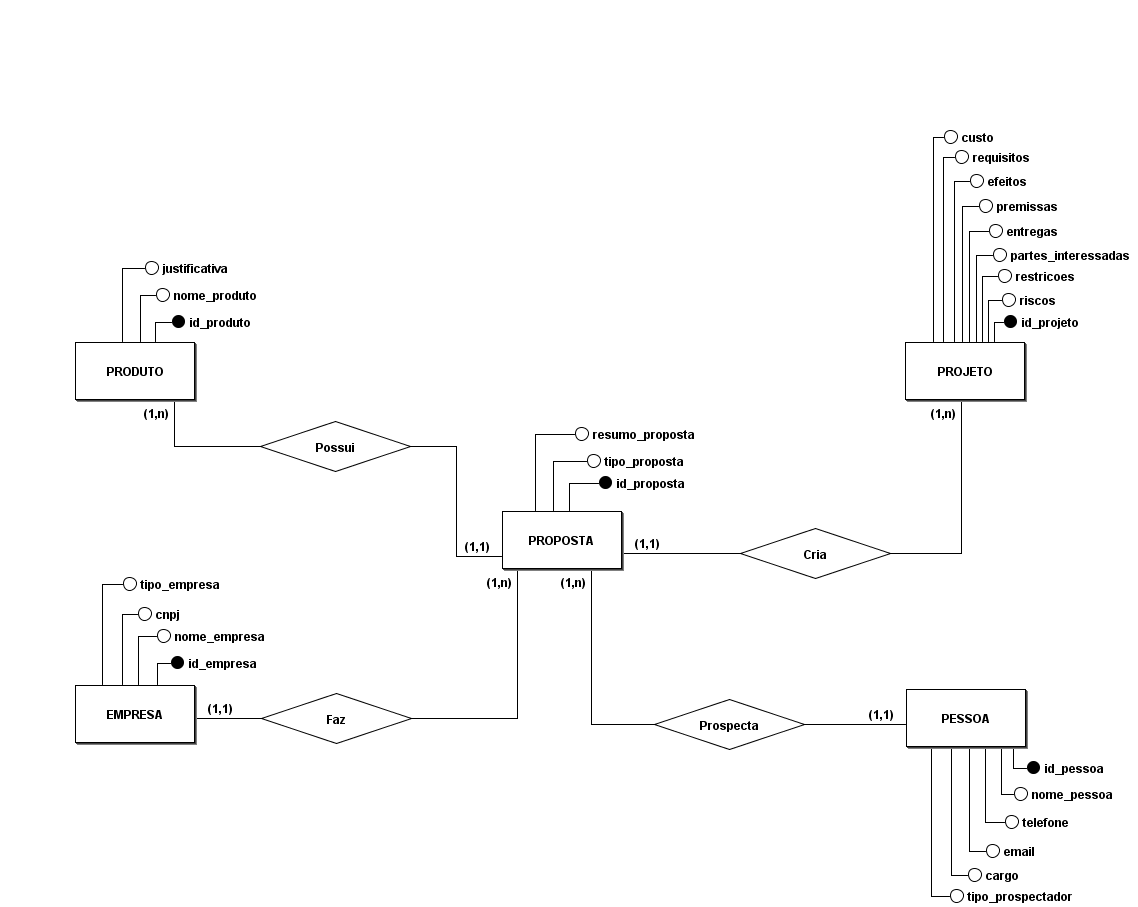 custo
requisitos
efeitos
premissas
entregas
partes_interessadas
restricoes
riscos
id_projeto
PROJETO
(1,n)
justificativa
nome_produto
id_produto
PRODUTO
(1,n)
Possui
(1,1)
resumo_proposta
tipo_proposta
id_proposta
PROPOSTA
(1,1)
Cria
(1,n)
(1,n)
tipo_empresa
cnpj
nome_empresa
id_empresa
EMPRESA
(1,1)
Faz
Prospecta
(1,1)
PESSOA
id_pessoa
nome_pessoa
telefone
email
cargo
tipo_prospectador